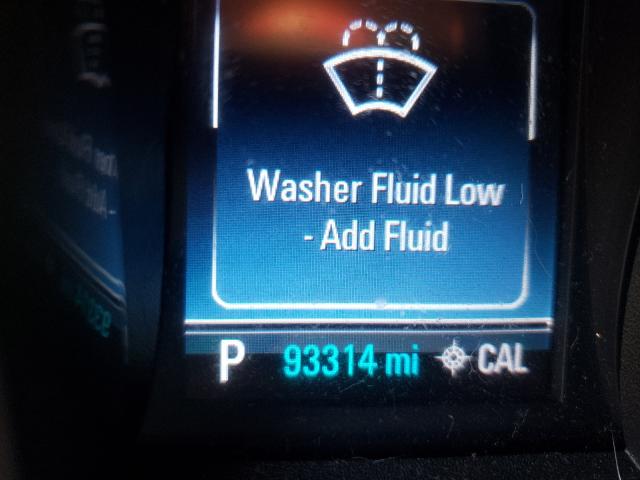 Washer Fluid Low
- Add Fluid
P 93314 mi CAL